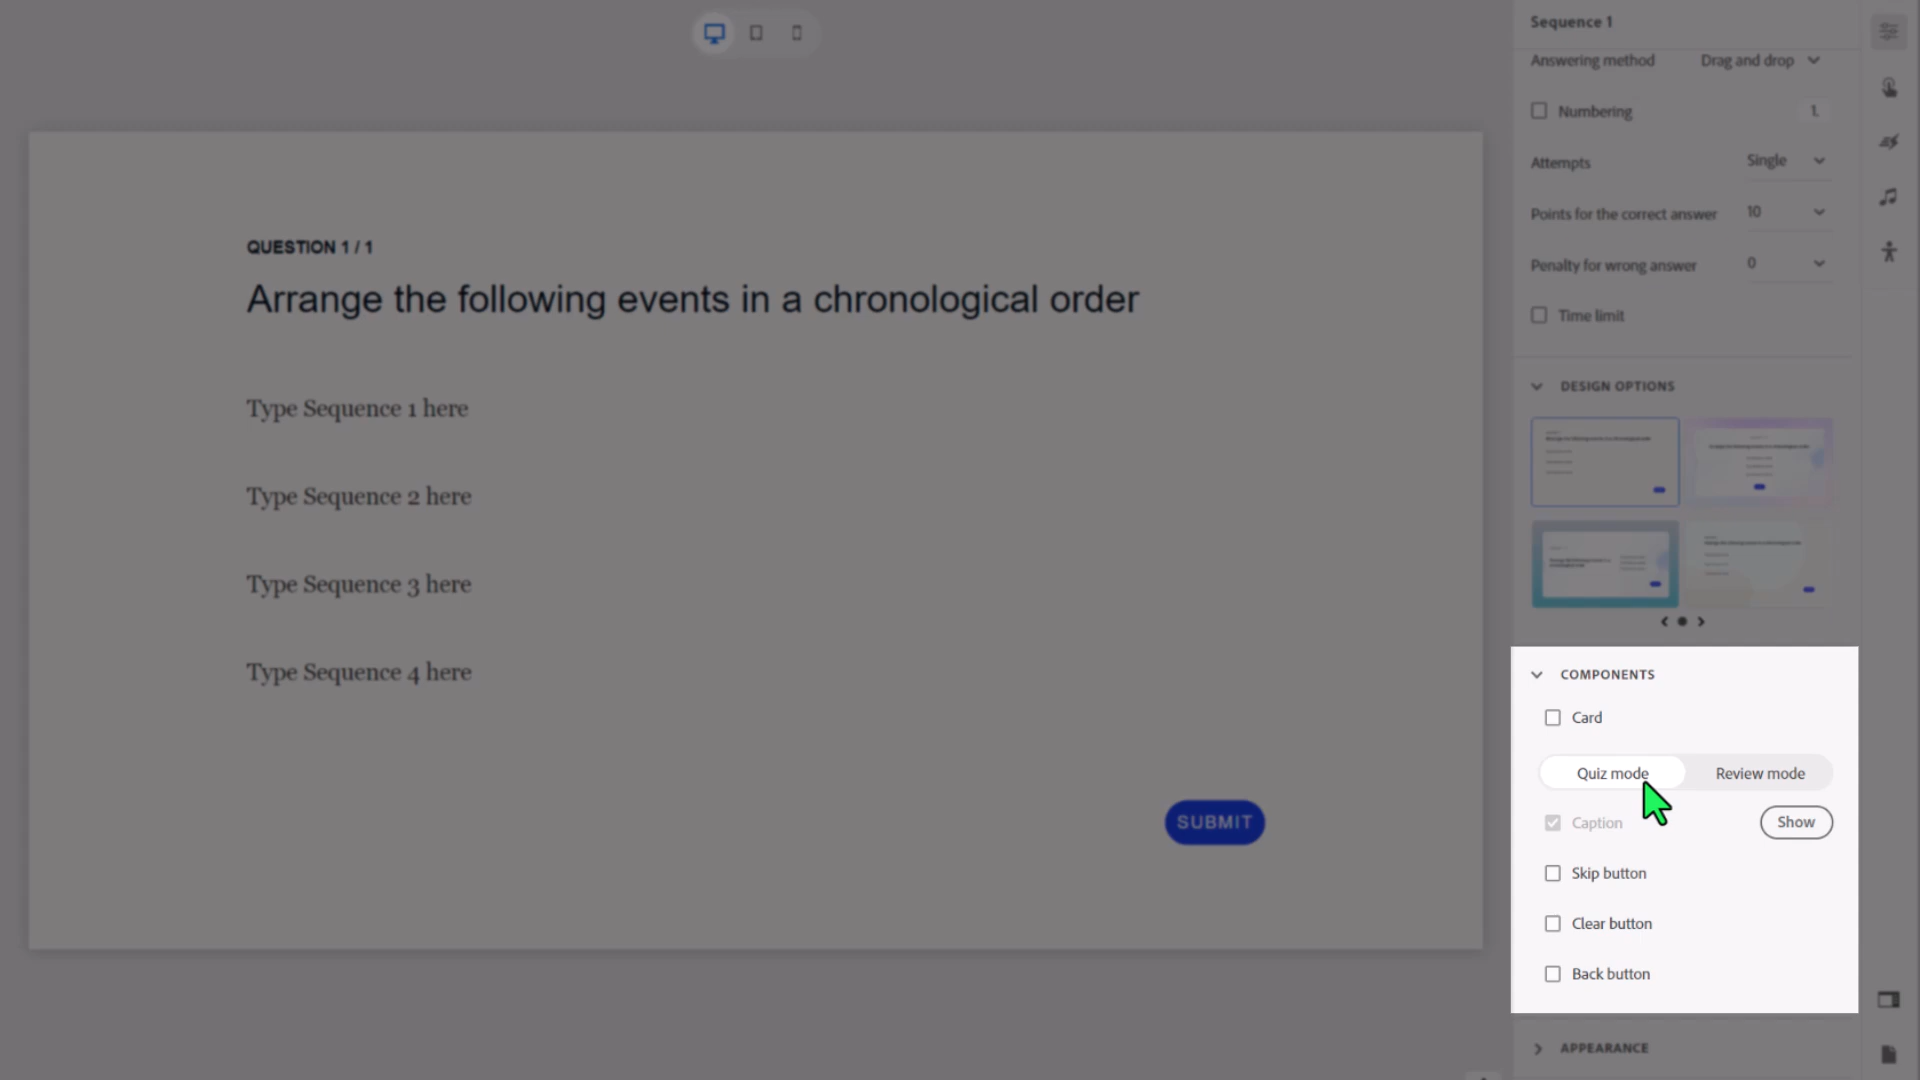 Sequence 1
Answering method Drag and drop
Numbering 1.
Attempts Single
Points for the correct answer 10
Penalty for wrong answer 0
Time limit
DESIGN OPTIONS
COMPONENTS
Card
Quiz mode Review mode
Caption Show
Skip button
Clear button
Back button
APPEARANCE
QUESTION 1 / 1
Arrange the following events in a chronological order
Type Sequence 1 here
Type Sequence 2 here
Type Sequence 3 here
Type Sequence 4 here
SUBMIT